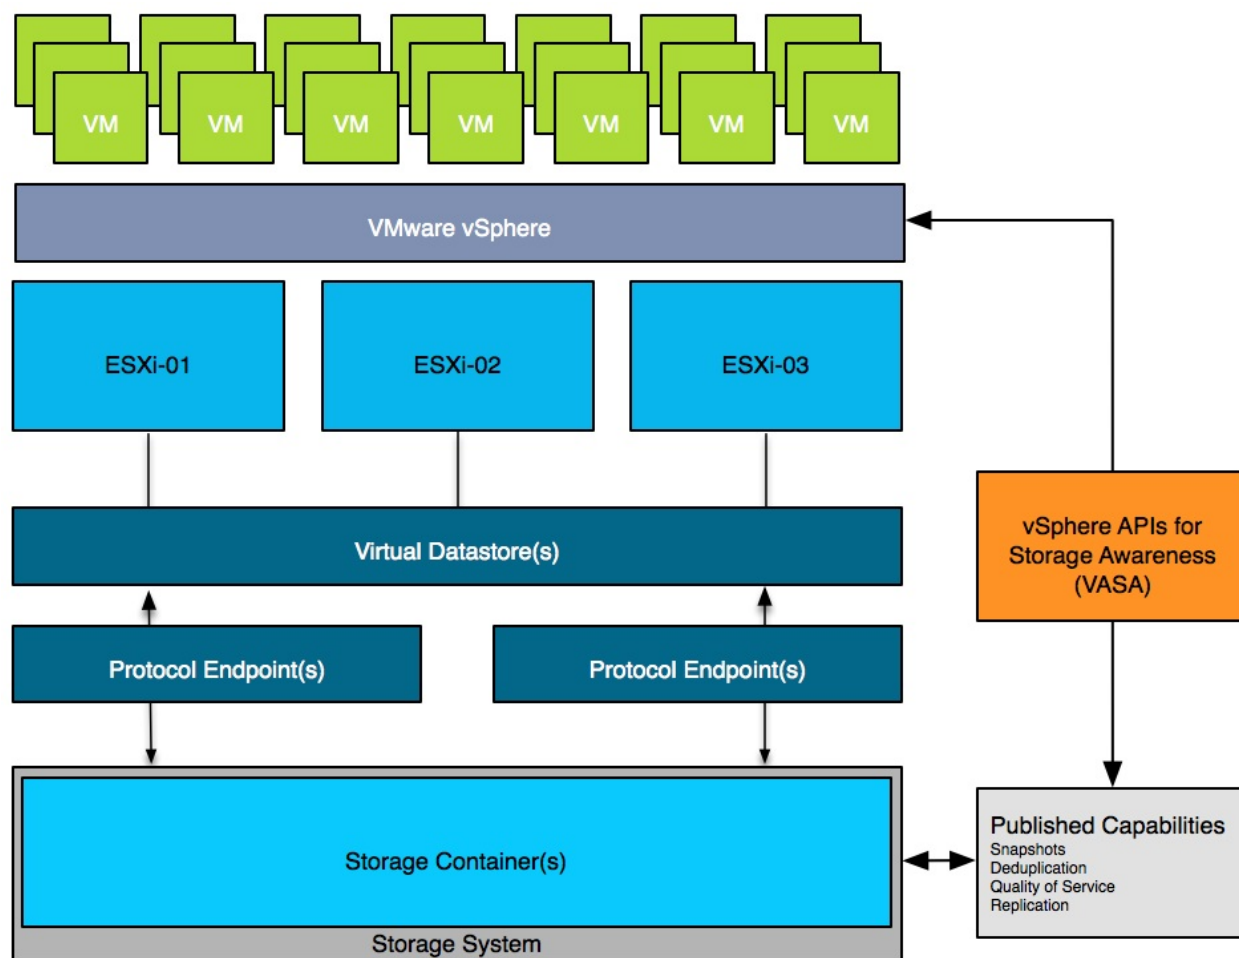 VM VM VM VM VM VM VM
VMware vSphere
ESXi-01 ESXi-02 ESXi-03
Virtual Datastore(s)
vSphere APIs for
Storage Awareness
(VASA)
Protocol Endpoint(s) Protocol Endpoint(s)
Storage Container(s)
Storage System
Published Capabilities
Snapshots
Deduplication
Quality of Service
Replication